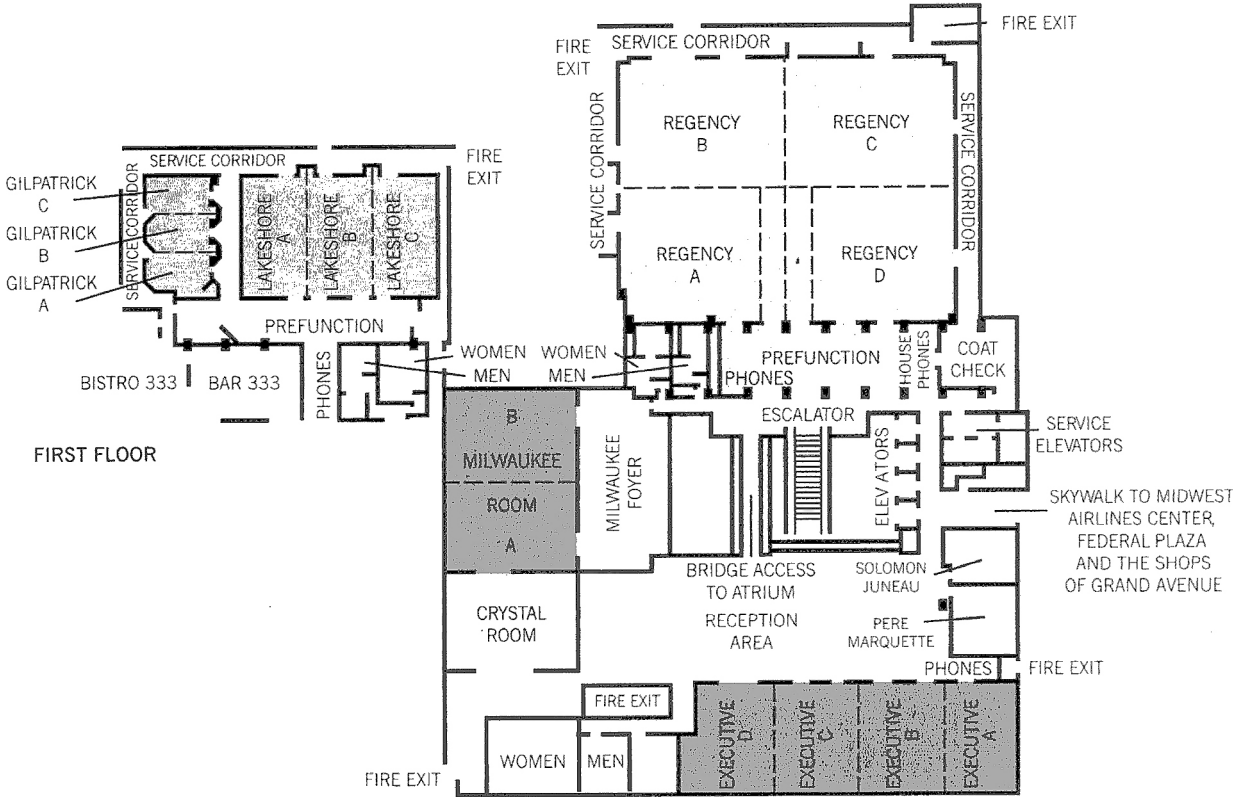 FIRE EXIT
SERVICE CORRIDOR
FIRE
EXIT
SERVICE CORRIDOR
REGENCY
B
REGENCY
C
SERVICE CORRIDOR
REGENCY
A
REGENCY
D
SERVICE CORRIDOR
FIRE
EXIT
GILPATRICK
C
GILPATRICK
B
GILPATRICK
A
SERVICE CORRIDOR
LAKESHORE
A
LAKESHORE
B
LAKESHORE
C
PREFUNCTION
BISTRO 333
BAR 333
PHONES
WOMEN
MEN
WOMEN
MEN
PHONES
PREFUNCTION
HOUSE
PHONES
COAT
CHECK
FIRST FLOOR
B
MILWAUKEE
ROOM
A
MILWAUKEE
FOYER
ESCALATOR
ELEVATORS
SERVICE
ELEVATORS
SKYWALK TO MIDWEST
AIRLINES CENTER,
FEDERAL PLAZA
AND THE SHOPS
OF GRAND AVENUE
BRIDGE ACCESS
TO ATRIUM
SOLOMON
JUNEAU
CRYSTAL
ROOM
RECEPTION
AREA
PERE
MARQUETTE
PHONES
FIRE EXIT
FIRE EXIT
EXECUTIVE
D
EXECUTIVE
C
EXECUTIVE
B
EXECUTIVE
A
WOMEN
MEN
FIRE EXIT